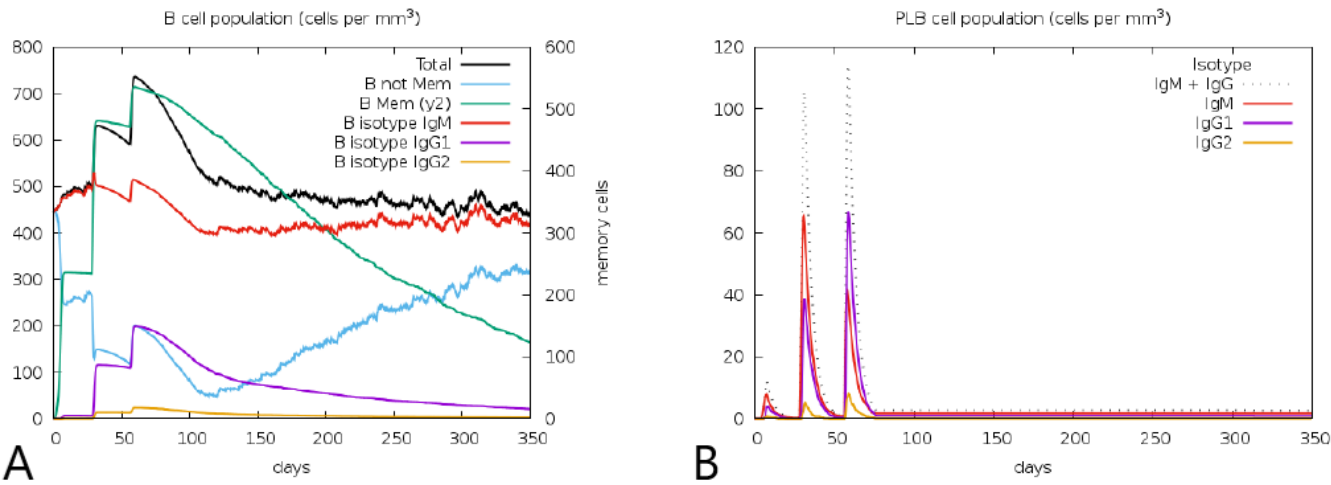 B cell population (cells per mm³)
800
700
600
500
400
300
200
100
0
600
500
400
300
200
100
0
memory cells
Total
B not Mem
B Mem (y2)
B isotype IgM
B isotype IgG1
B isotype IgG2
0 50 100 150 200 250 300 350
days
A
PLB cell population (cells per mm³)
120
100
80
60
40
20
0
Isotype
IgM + IgG
IgM
IgG1
IgG2
0 50 100 150 200 250 300 350
days
B